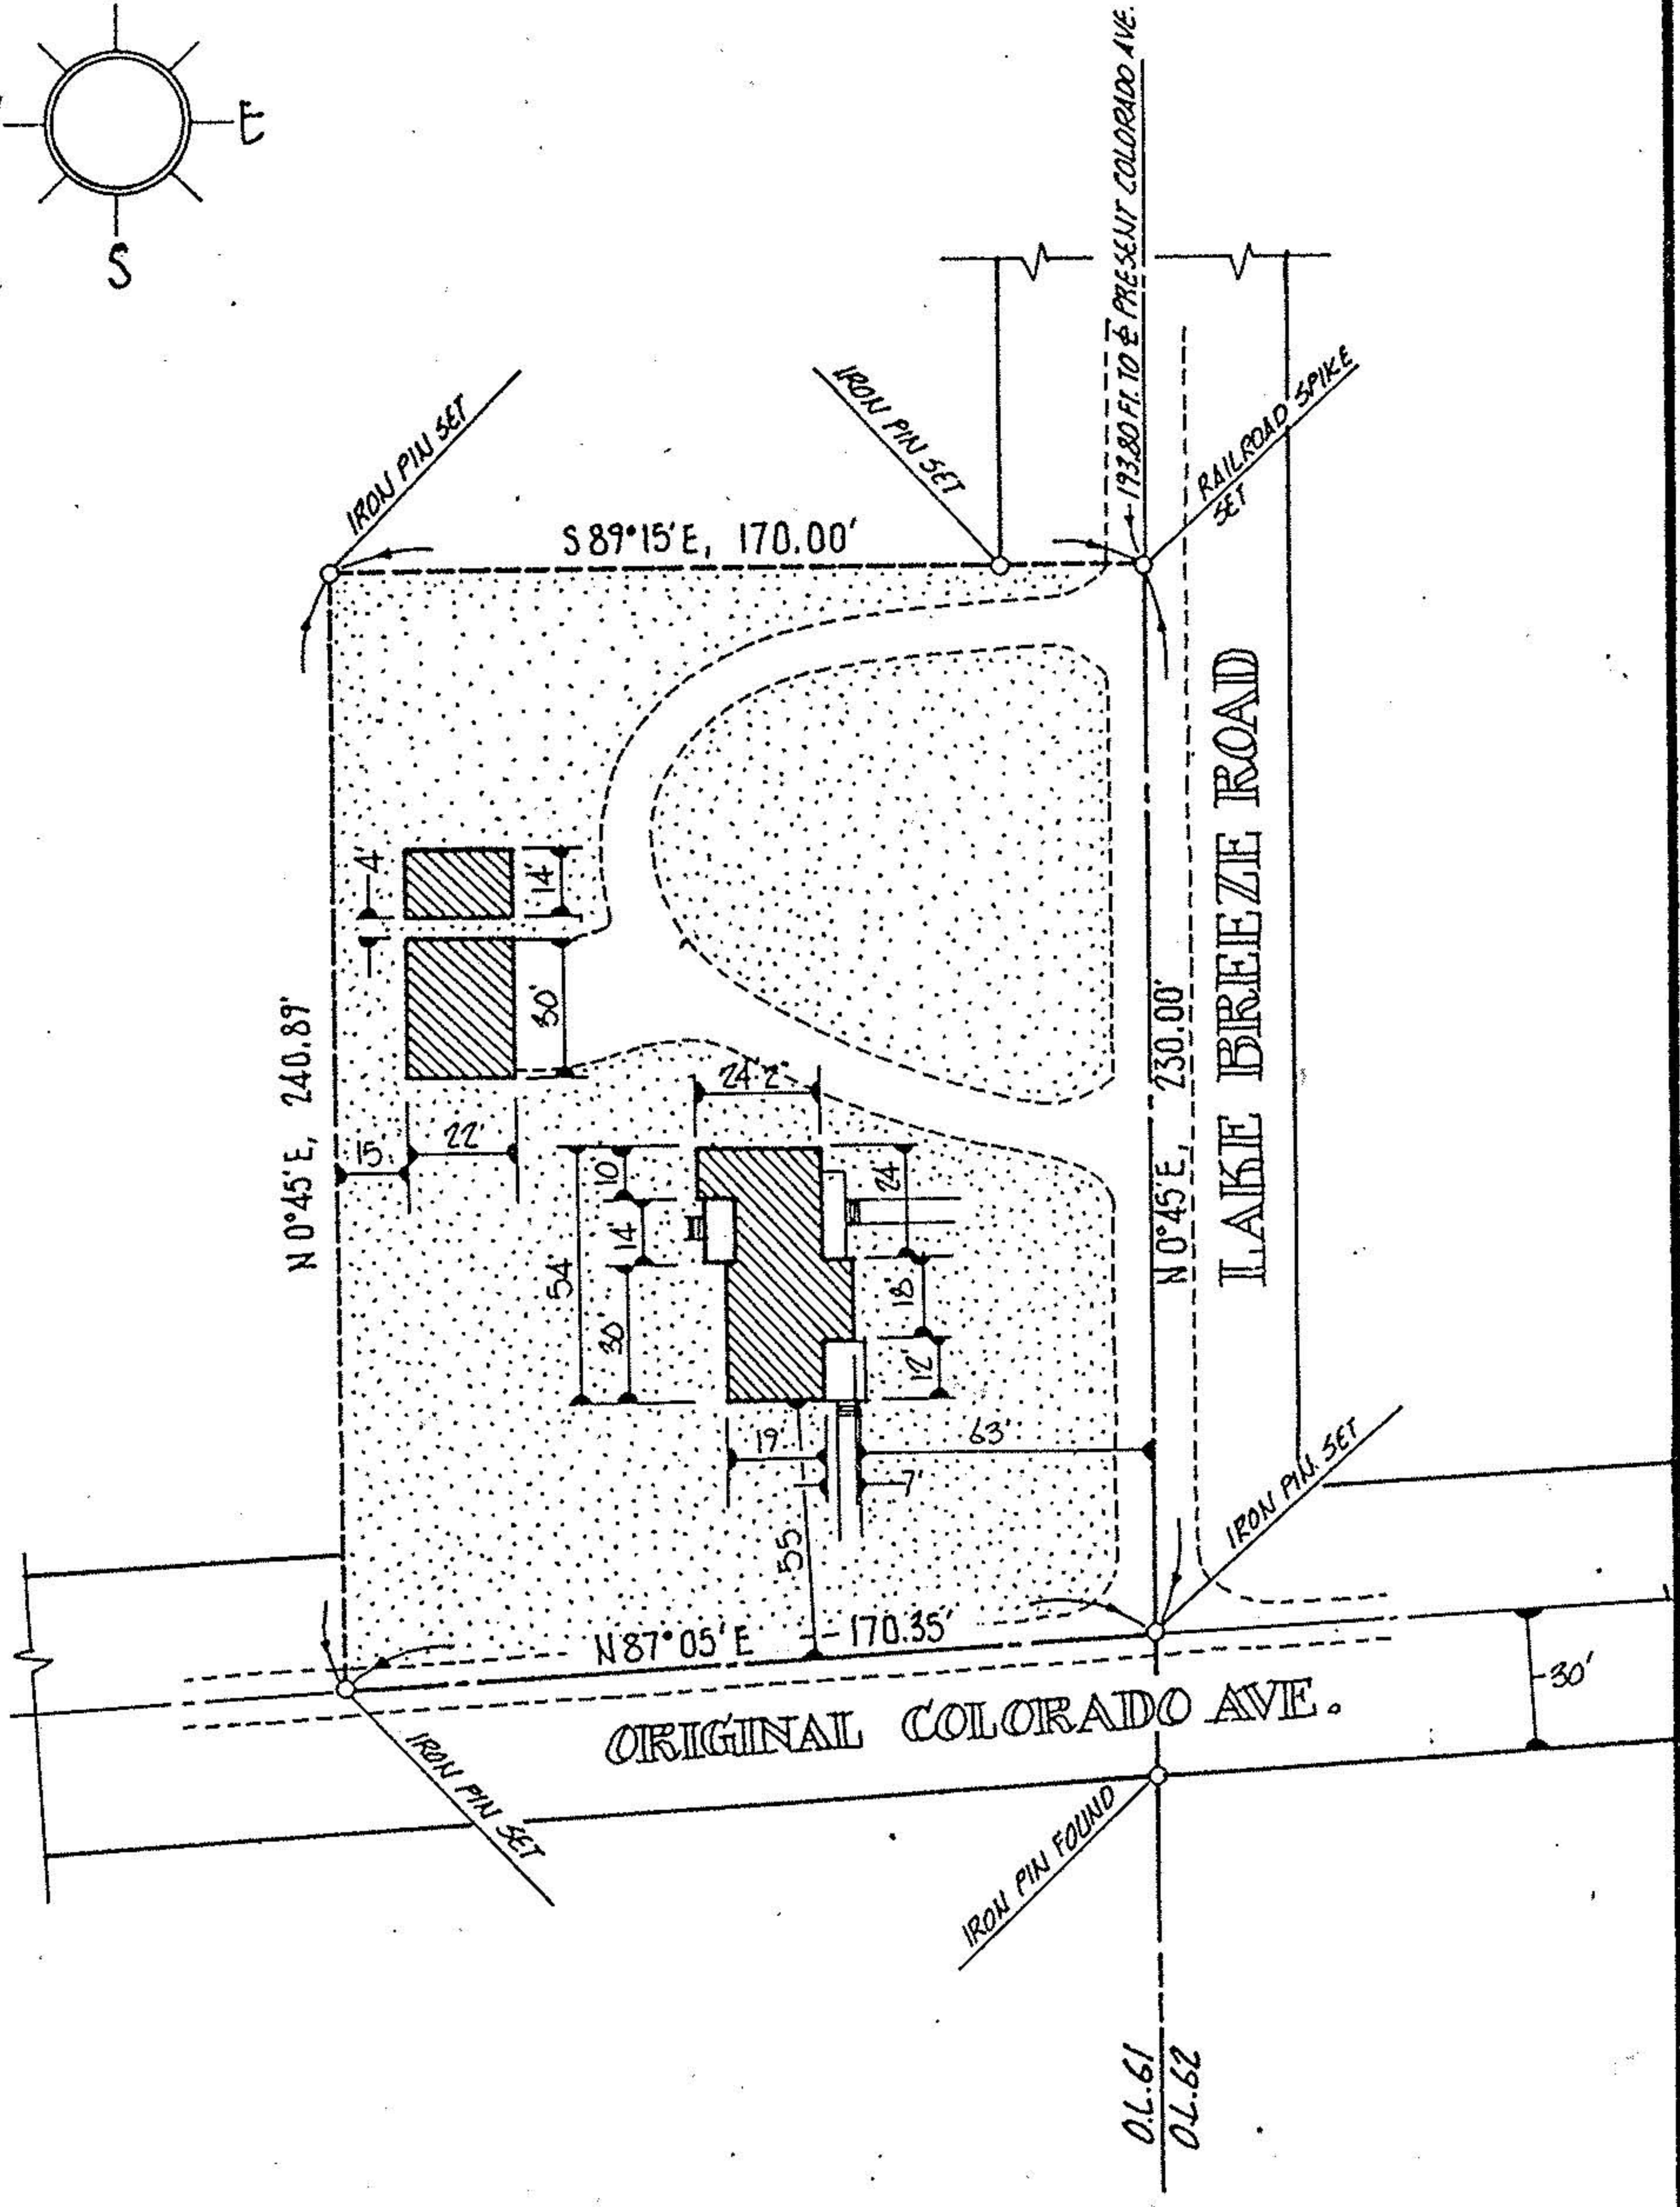 E
S
193.80 FT. TO ℄ PRESENT COLORADO AVE.
IRON PIN SET
IRON PIN SET
RAILROAD SPIKE
SET
S 89°15' E, 170.00'
4'
14'
30'
N 0°45' E, 240.89'
N 0°45' E, 230.00'
LAKE BREEZE ROAD
24'2"
15
22'
10'
14'
54'
30'
24
18'
12'
19'
63'
7'
55
IRON PIN SET
N 87°05' E 170.35'
30'
ORIGINAL COLORADO AVE.
IRON PIN SET
IRON PIN FOUND
O.L. 61
O.L. 62